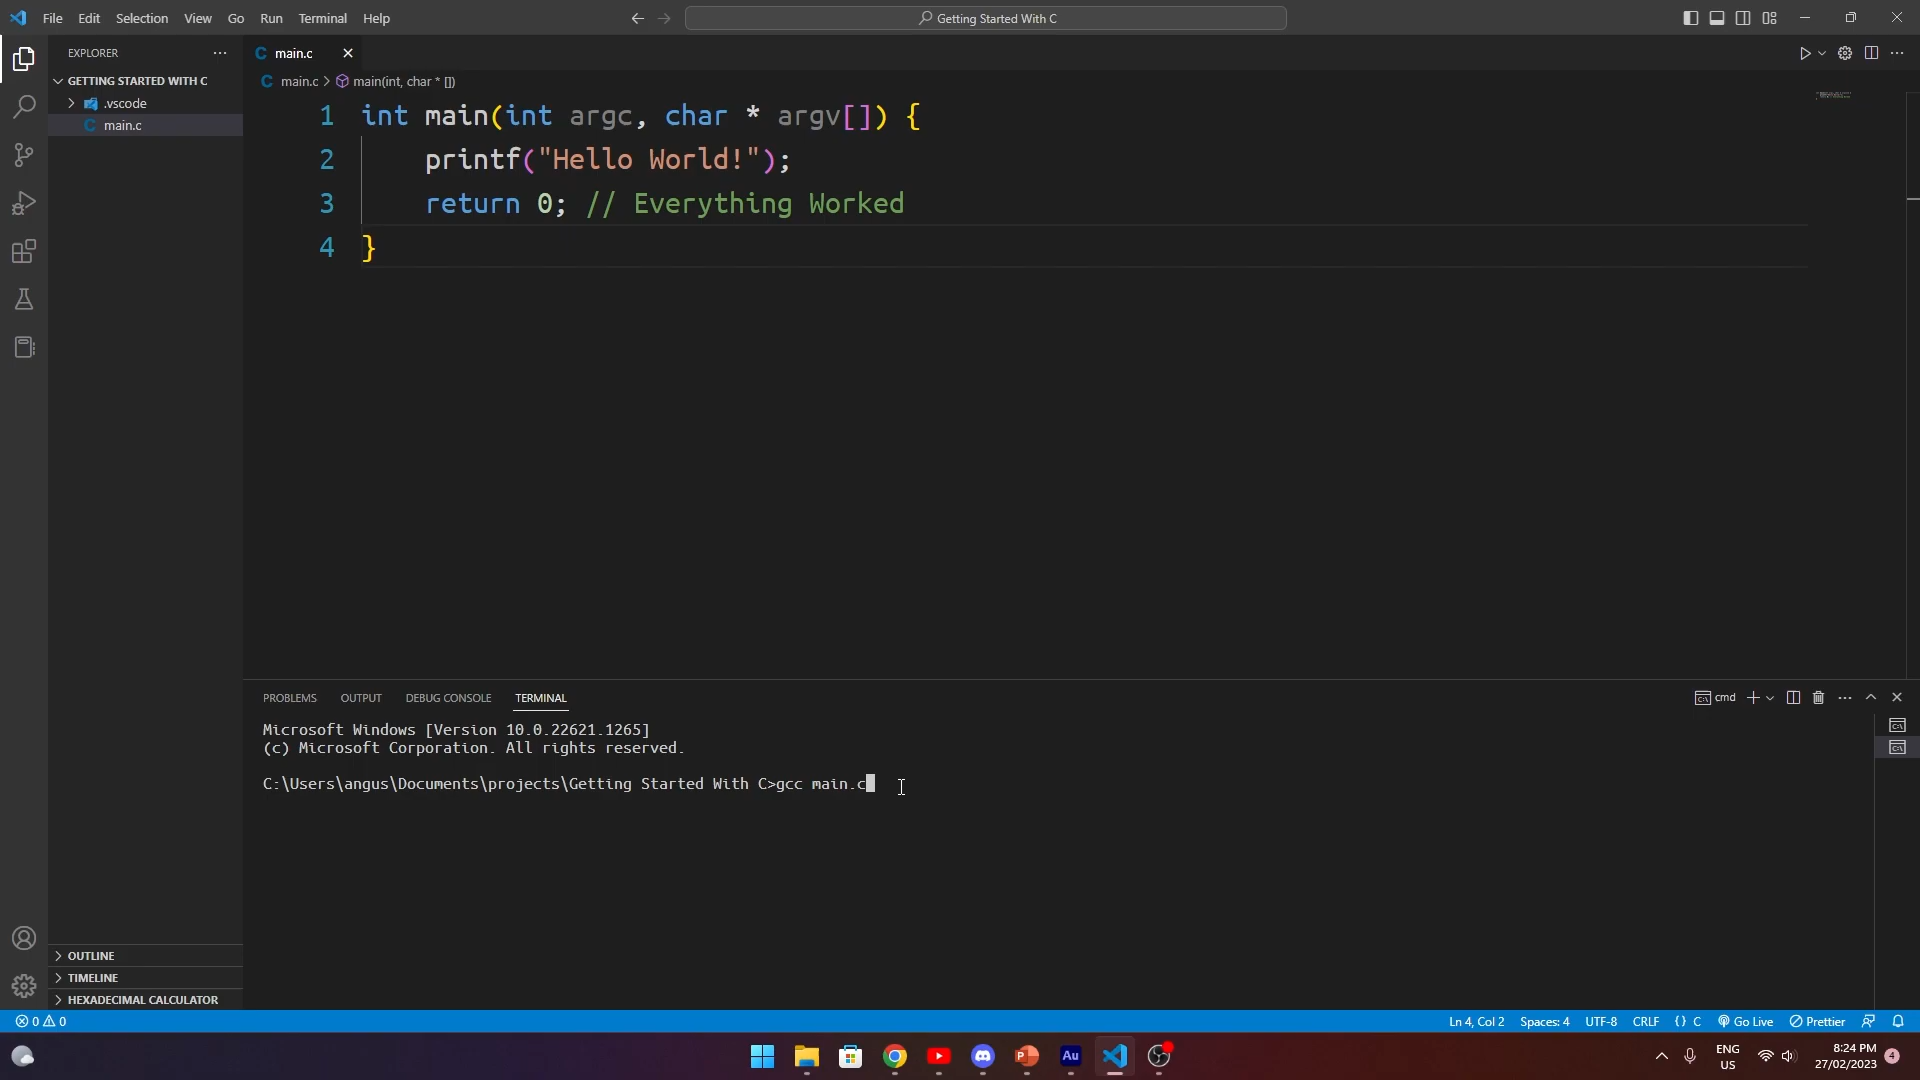 File Edit Selection View Go Run Terminal Help
Getting Started With C
EXPLORER
main.c
GETTING STARTED WITH C
main.c > main(int, char * [])
.vscode
main.c
1 int main(int argc, char * argv[]) {
2 printf("Hello World!");
3 return 0; // Everything Worked
4 }
PROBLEMS OUTPUT DEBUG CONSOLE TERMINAL
cmd
Microsoft Windows [Version 10.0.22621.1265]
(c) Microsoft Corporation. All rights reserved.
C:\Users\angus\Documents\projects\Getting Started With C>gcc main.c
OUTLINE
TIMELINE
HEXADECIMAL CALCULATOR
0 0
Ln 4, Col 2 Spaces: 4 UTF-8 CRLF {} C Go Live Prettier
P Au
ENG
US
8:24 PM
27/02/2023
4